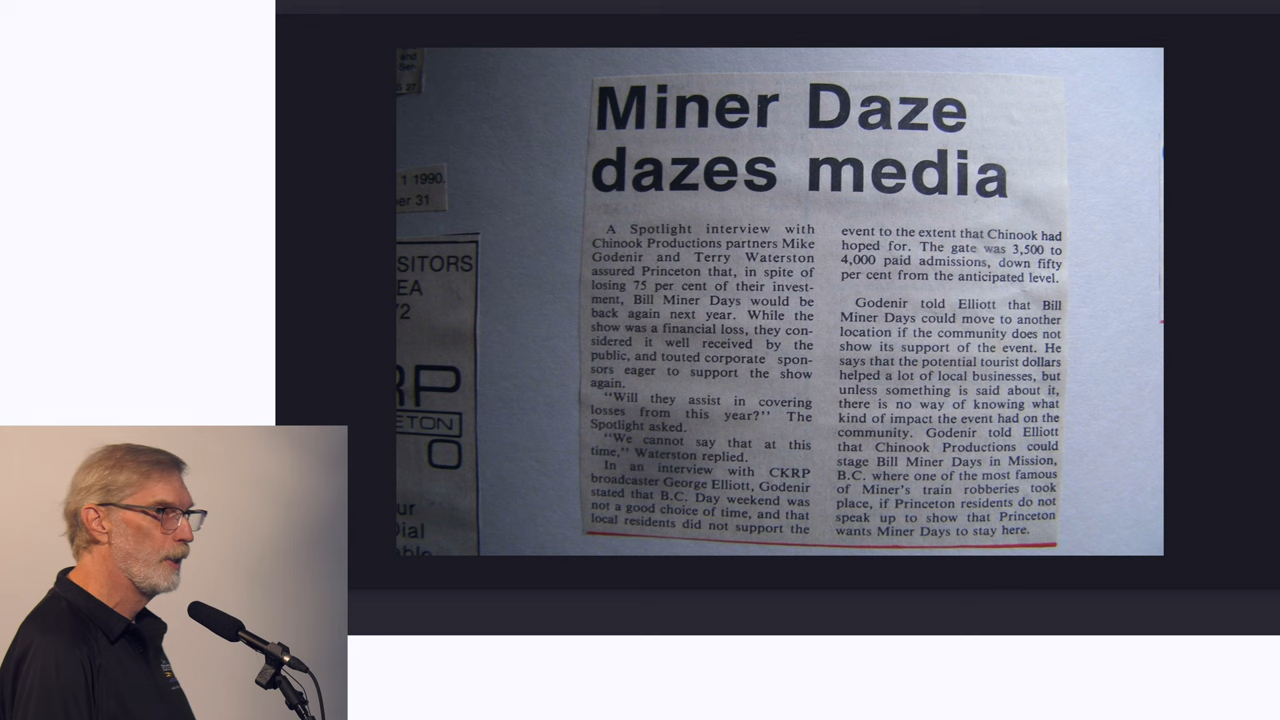 and
Ser-
27
1 1990.
er 31
SITORS
EA
/2
RP
ETON
O
ur
Dial
able
Miner Daze
dazes media
A Spotlight interview with
Chinook Productions partners Mike
Godenir and Terry Waterston
assured Princeton that, in spite of
losing 75 per cent of their invest-
ment, Bill Miner Days would be
back again next year. While the
show was a financial loss, they con-
sidered it well received by the
public, and touted corporate spon-
sors eager to support the show
again.
"Will they assist in covering
losses from this year?" The
Spotlight asked.
"We cannot say that at this
time," Waterston replied.
In an interview with CKRP
broadcaster George Elliott, Godenir
stated that B.C. Day weekend was
not a good choice of time, and that
local residents did not support the
event to the extent that Chinook had
hoped for. The gate was 3,500 to
4,000 paid admissions, down fifty
per cent from the anticipated level.
Godenir told Elliott that Bill
Miner Days could move to another
location if the community does not
show its support of the event. He
says that the potential tourist dollars
helped a lot of local businesses, but
unless something is said about it,
there is no way of knowing what
kind of impact the event had on the
community. Godenir told Elliott
that Chinook Productions could
stage Bill Miner Days in Mission,
B.C. where one of the most famous
of Miner's train robberies took
place, if Princeton residents do not
speak up to show that Princeton
wants Miner Days to stay here.